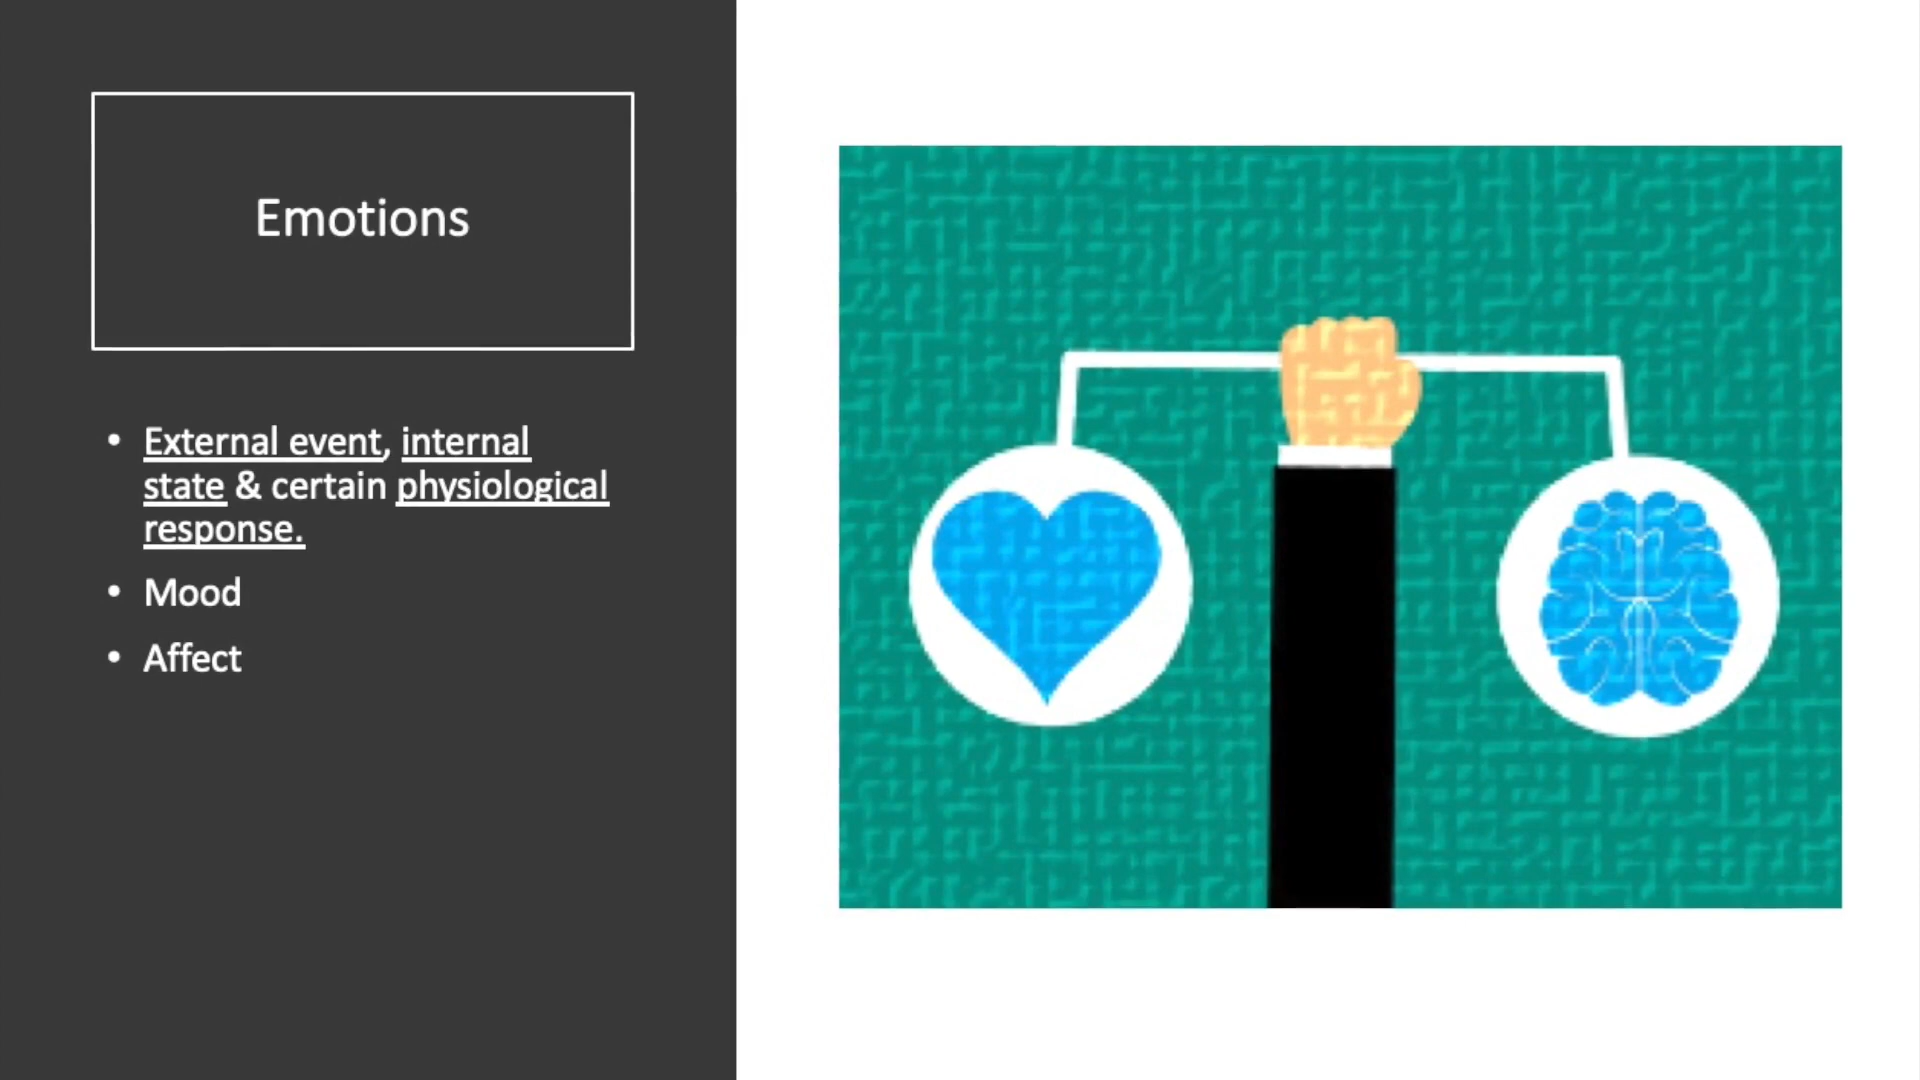 Emotions
• External event, internal
state & certain physiological
response.
• Mood
• Affect